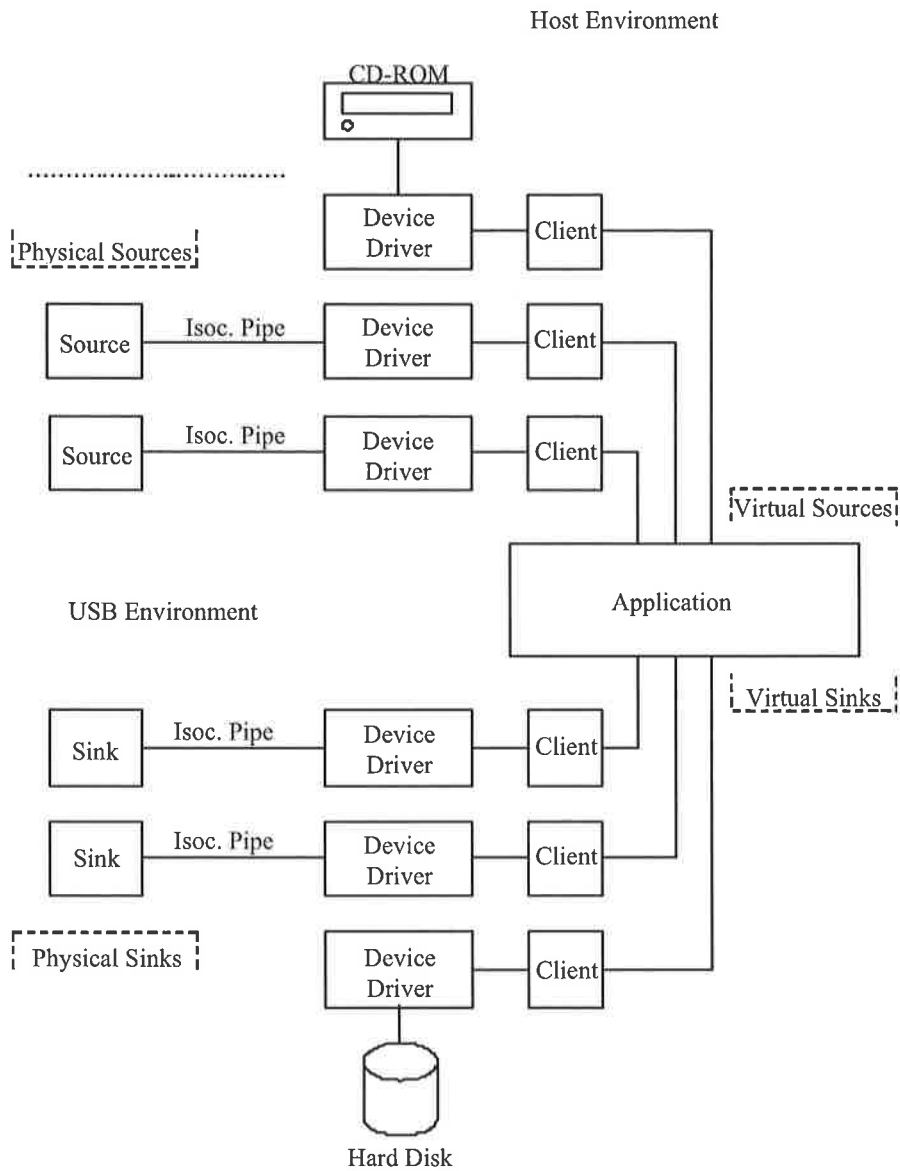 Host Environment
CD-ROM
Device
Driver
Client
Physical Sources
Source
Isoc. Pipe
Device
Driver
Client
Source
Isoc. Pipe
Device
Driver
Client
Virtual Sources
Application
USB Environment
Virtual Sinks
Sink
Isoc. Pipe
Device
Driver
Client
Sink
Isoc. Pipe
Device
Driver
Client
Physical Sinks
Device
Driver
Client
Hard Disk